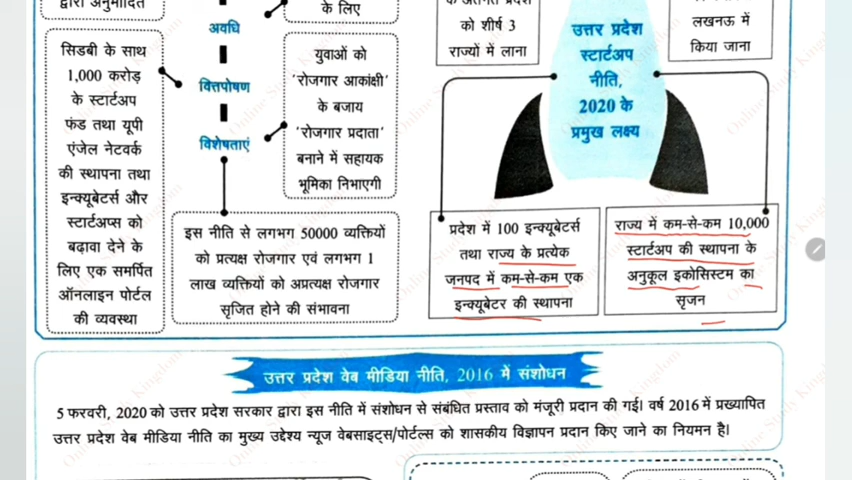 द्वारा अनुमोदित
अवधि
के लिए
सिडबी के साथ
1,000 करोड़
के स्टार्टअप
फंड तथा यूपी
एंजेल नेटवर्क
की स्थापना तथा
इन्क्यूबेटर्स और
स्टार्टअप्स को
बढ़ावा देने के
लिए एक समर्पित
ऑनलाइन पोर्टल
की व्यवस्था
वित्तपोषण
विशेषताएं
युवाओं को
'रोजगार आकांक्षी'
के बजाय
'रोजगार प्रदाता'
बनाने में सहायक
भूमिका निभाएगी
इस नीति से लगभग 50000 व्यक्तियों
को प्रत्यक्ष रोजगार एवं लगभग 1
लाख व्यक्तियों को अप्रत्यक्ष रोजगार
सृजित होने की संभावना
के अंतर्गत प्रदेश
को शीर्ष 3
राज्यों में लाना
उत्तर प्रदेश
स्टार्टअप
नीति,
2020 के
प्रमुख लक्ष्य
लखनऊ में
किया जाना
प्रदेश में 100 इन्क्यूबेटर्स
तथा राज्य के प्रत्येक
जनपद में कम-से-कम एक
इन्क्यूबेटर की स्थापना
राज्य में कम-से-कम 10,000
स्टार्टअप की स्थापना के
अनुकूल इकोसिस्टम का
सृजन
उत्तर प्रदेश वेब मीडिया नीति, 2016 में संशोधन
5 फरवरी, 2020 को उत्तर प्रदेश सरकार द्वारा इस नीति में संशोधन से संबंधित प्रस्ताव को मंजूरी प्रदान की गई। वर्ष 2016 में प्रख्यापित
उत्तर प्रदेश वेब मीडिया नीति का मुख्य उद्देश्य न्यूज वेबसाइट्स/पोर्टल्स को शासकीय विज्ञापन प्रदान किए जाने का नियमन है।